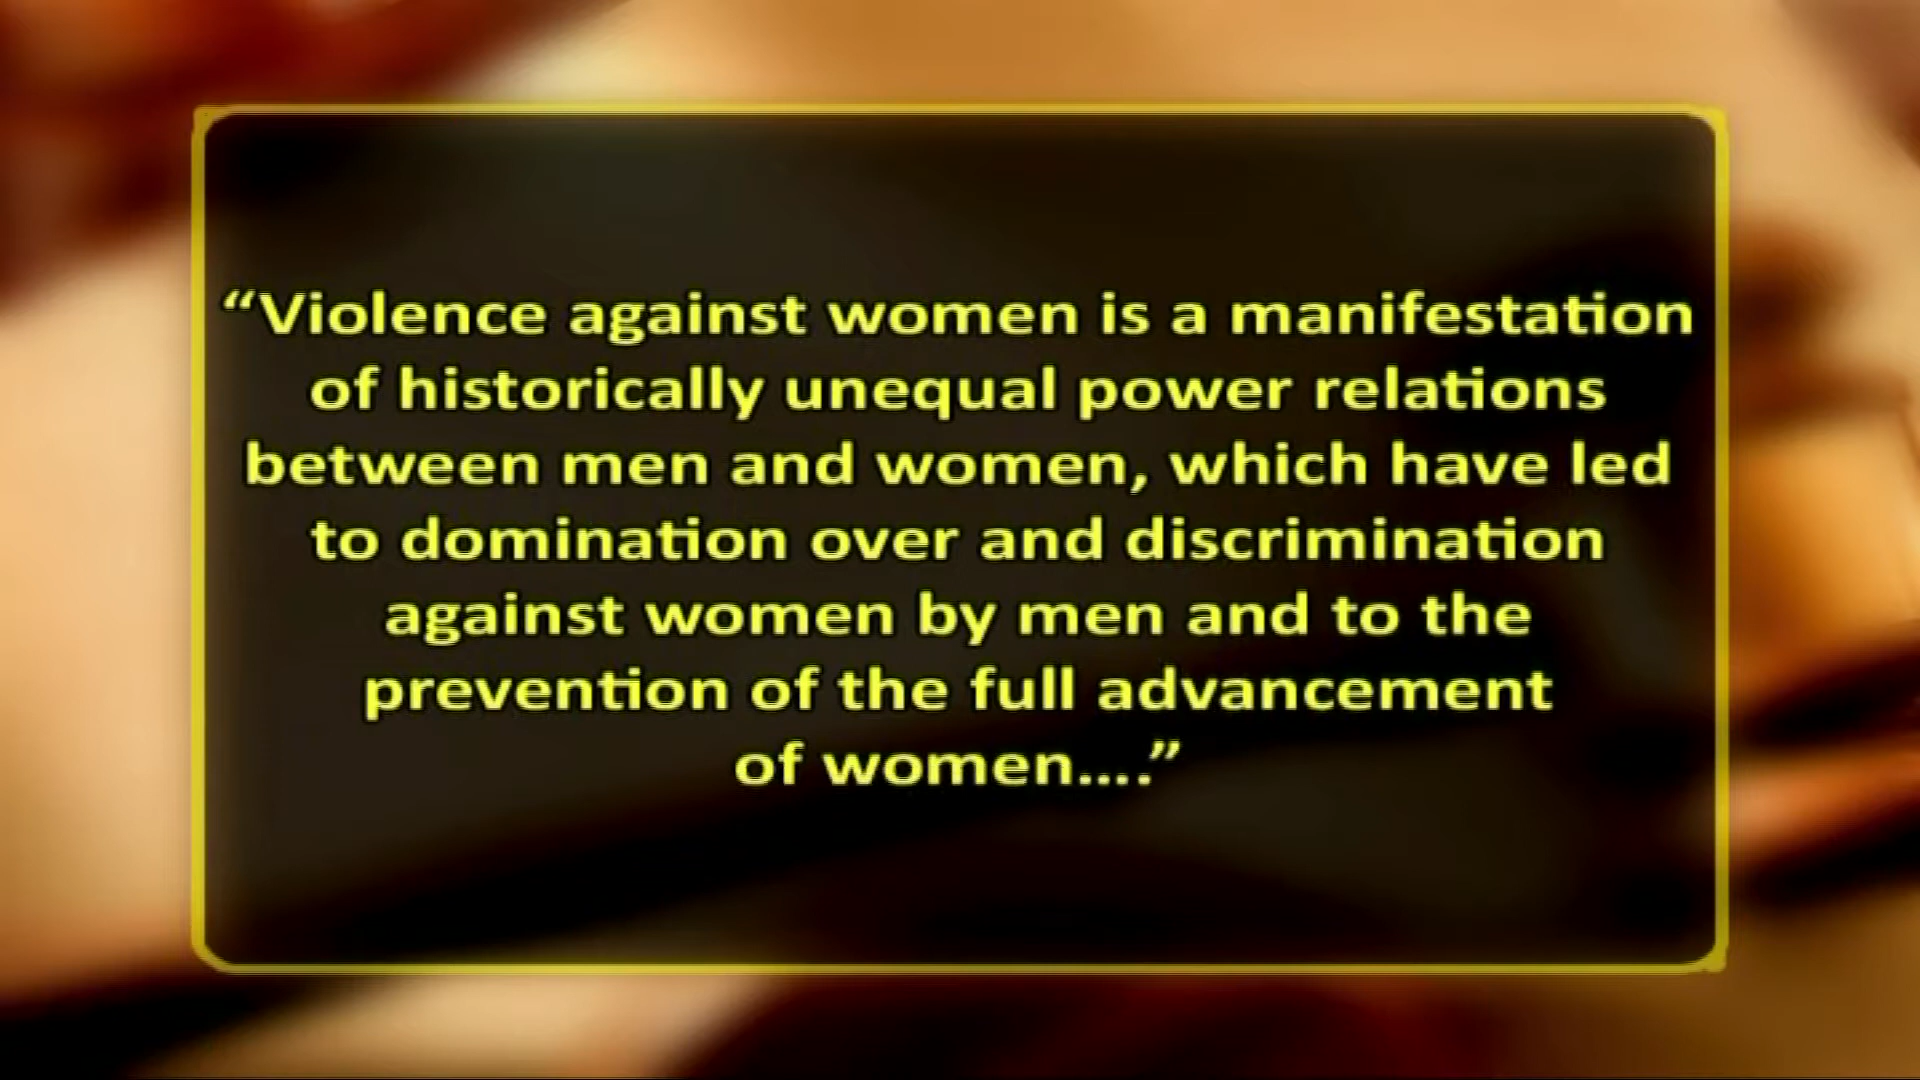 “Violence against women is a manifestation
of historically unequal power relations
between men and women, which have led
to domination over and discrimination
against women by men and to the
prevention of the full advancement
of women....”